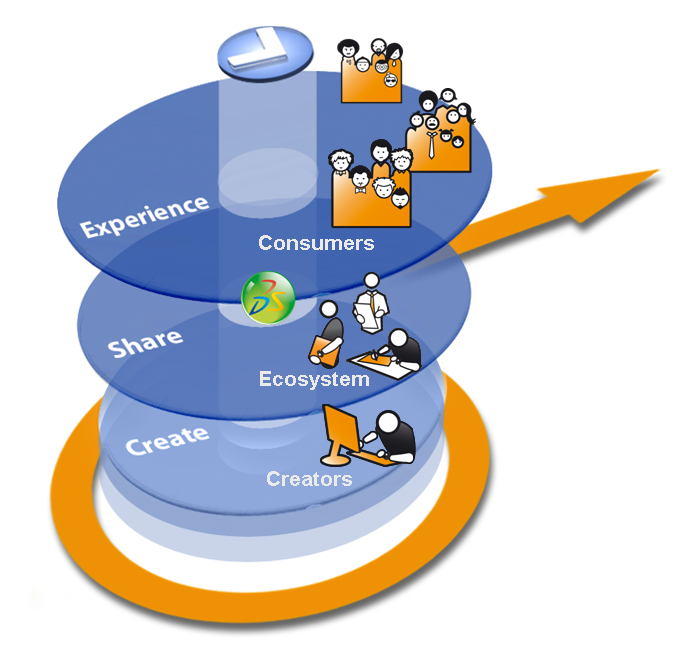 Experience
Consumers
Share
Ecosystem
Create
Creators